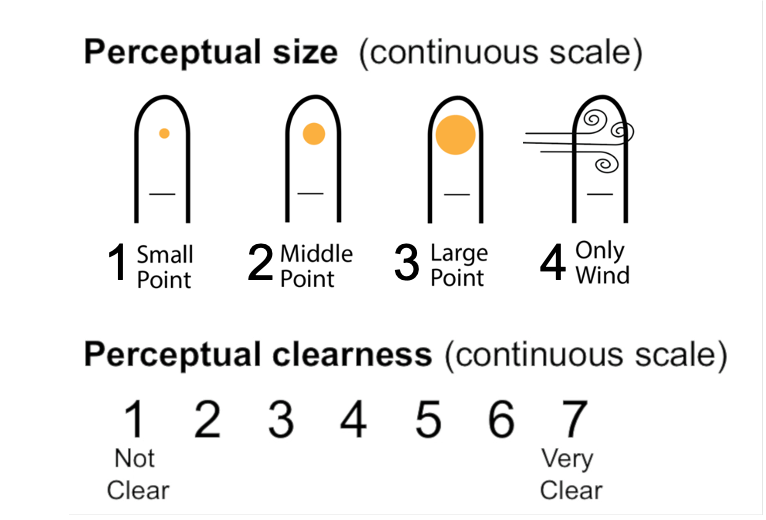 Perceptual size (continuous scale)
1 Small Point
2 Middle Point
3 Large Point
4 Only Wind
Perceptual clearness (continuous scale)
1 2 3 4 5 6 7
Not Clear
Very Clear